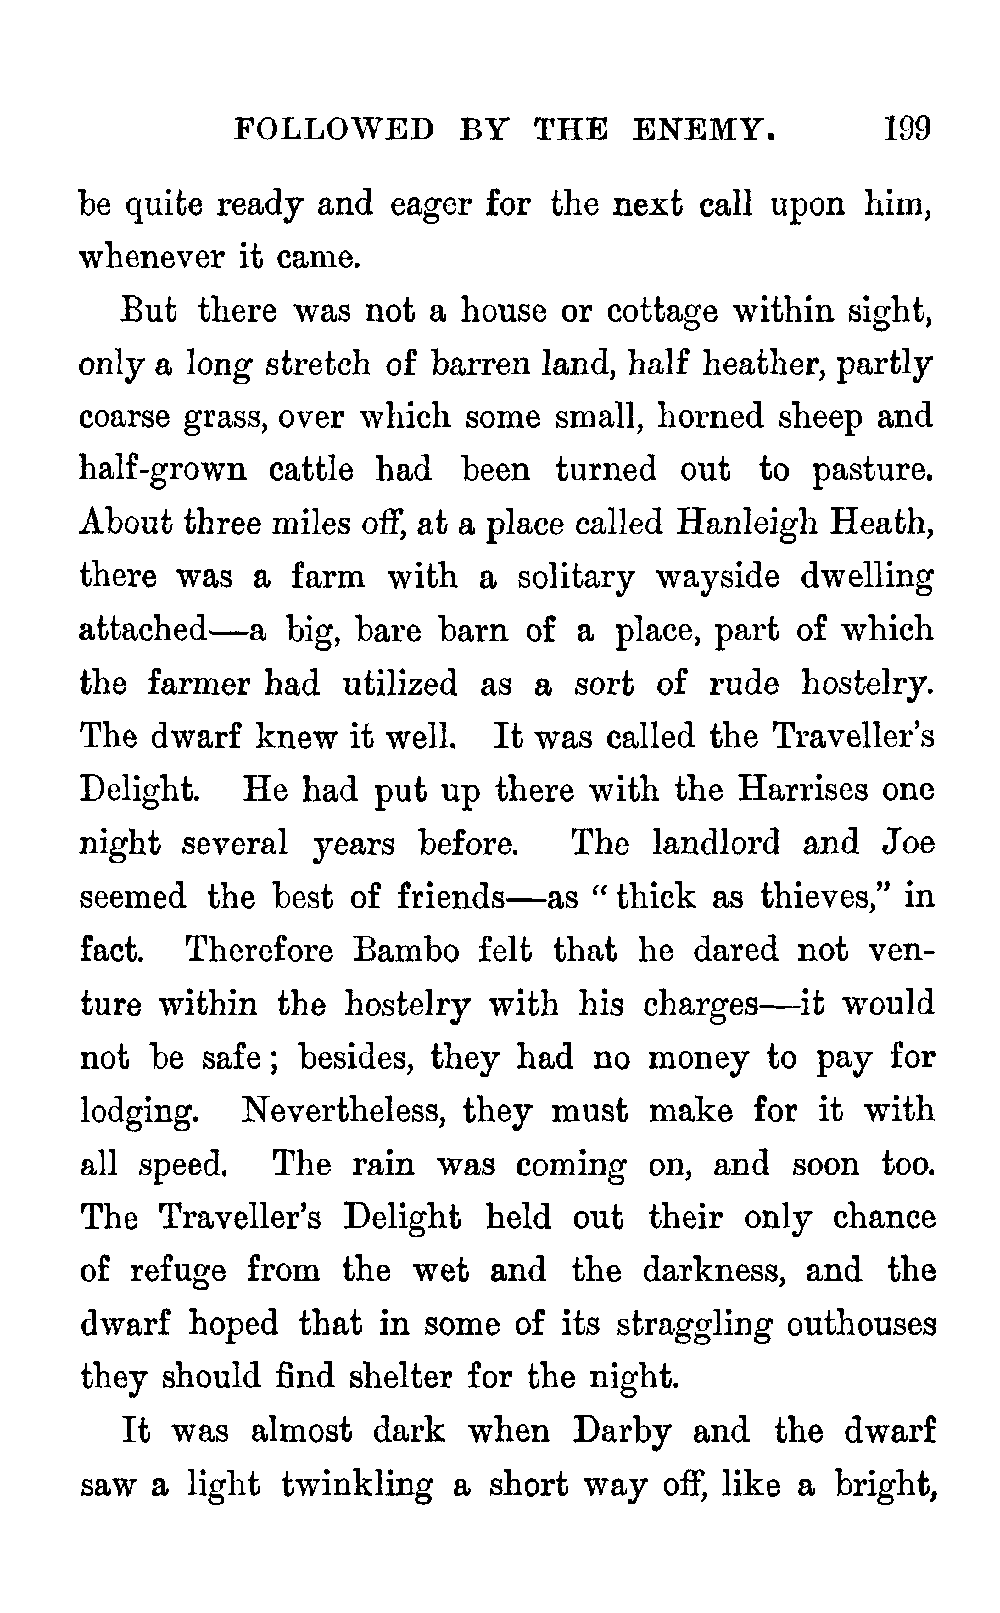 FOLLOWED BY THE ENEMY. 199
be quite ready and eager for the next call upon him,
whenever it came.
But there was not a house or cottage within sight,
only a long stretch of barren land, half heather, partly
coarse grass, over which some small, horned sheep and
half-grown cattle had been turned out to pasture.
About three miles off, at a place called Hanleigh Heath,
there was a farm with a solitary wayside dwelling
attached—a big, bare barn of a place, part of which
the farmer had utilized as a sort of rude hostelry.
The dwarf knew it well. It was called the Traveller's
Delight. He had put up there with the Harrises one
night several years before. The landlord and Joe
seemed the best of friends—as “thick as thieves,” in
fact. Therefore Bambo felt that he dared not ven-
ture within the hostelry with his charges—it would
not be safe; besides, they had no money to pay for
lodging. Nevertheless, they must make for it with
all speed. The rain was coming on, and soon too.
The Traveller's Delight held out their only chance
of refuge from the wet and the darkness, and the
dwarf hoped that in some of its straggling outhouses
they should find shelter for the night.
It was almost dark when Darby and the dwarf
saw a light twinkling a short way off, like a bright,